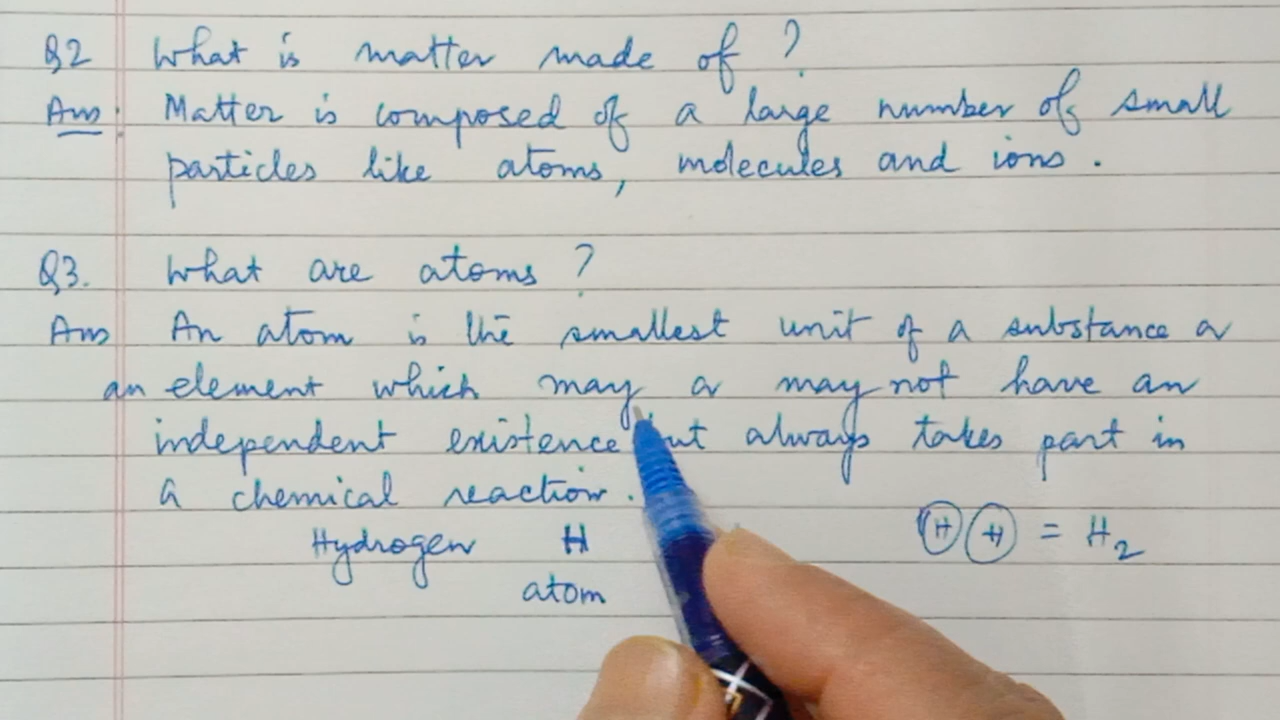 Q2 What is matter made of ?
Ans: Matter is composed of a large number of small
particles like atoms, molecules and ions .
Q3. What are atoms ?
Ans An atom is the smallest unit of a substance or
an element which may or may not have an
independent existence but always takes part in
a chemical reaction .
Hydrogen H
atom
H H = H2